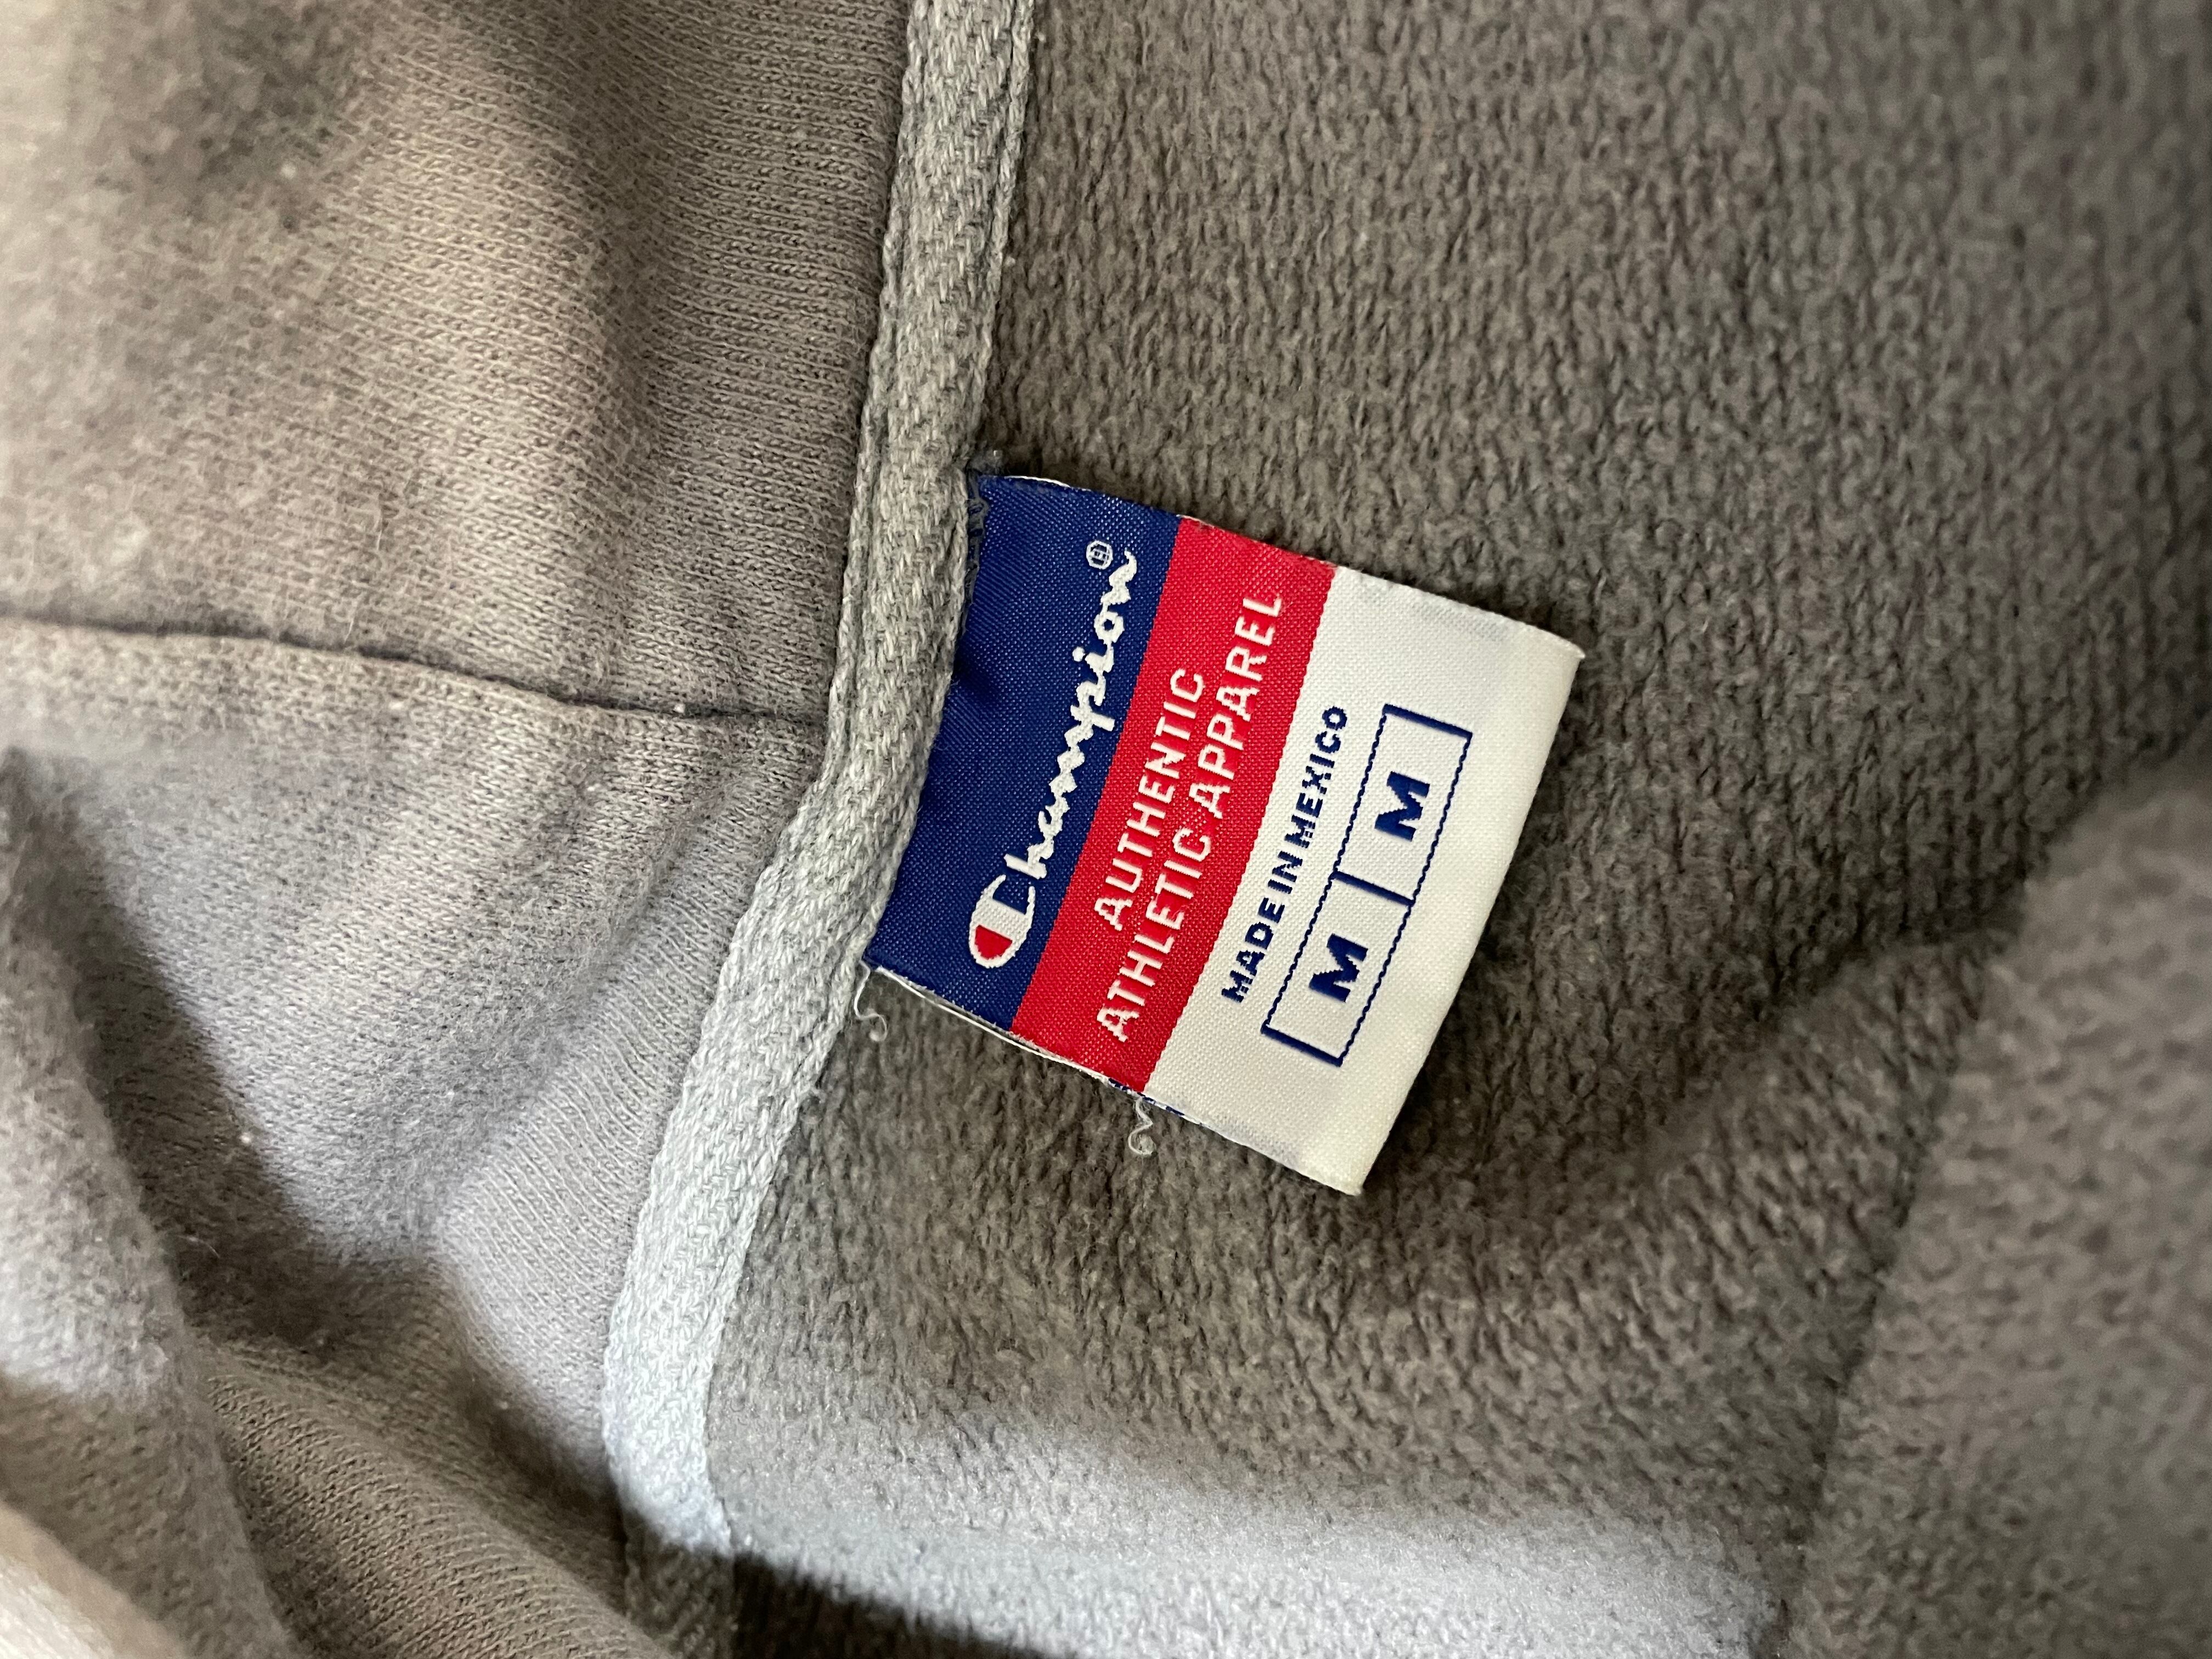 Champion®
AUTHENTIC
ATHLETIC APPAREL
MADE IN MEXICO
M M